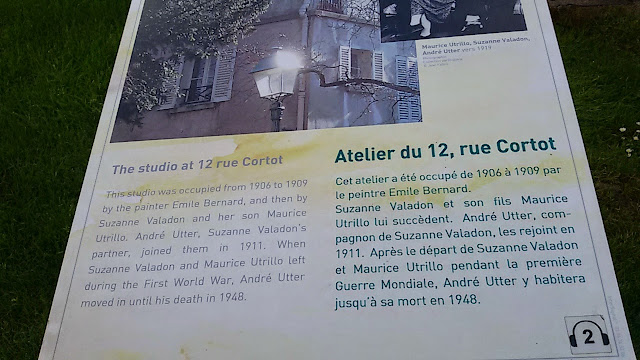 Maurice Utrillo, Suzanne Valadon,
André Utter vers 1919
The studio at 12 rue Cortot
This studio was occupied from 1906 to 1909
by the painter Emile Bernard, and then by
Suzanne Valadon and her son Maurice
Utrillo. André Utter, Suzanne Valadon's
partner, joined them in 1911. When
Suzanne Valadon and Maurice Utrillo left
during the First World War, André Utter
moved in until his death in 1948.
Atelier du 12, rue Cortot
Cet atelier a été occupé de 1906 à 1909 par
le peintre Emile Bernard.
Suzanne Valadon et son fils Maurice
Utrillo lui succèdent. André Utter, com-
pagnon de Suzanne Valadon, les rejoint en
1911. Après le départ de Suzanne Valadon
et Maurice Utrillo pendant la première
Guerre Mondiale, André Utter y habitera
jusqu'à sa mort en 1948.
2